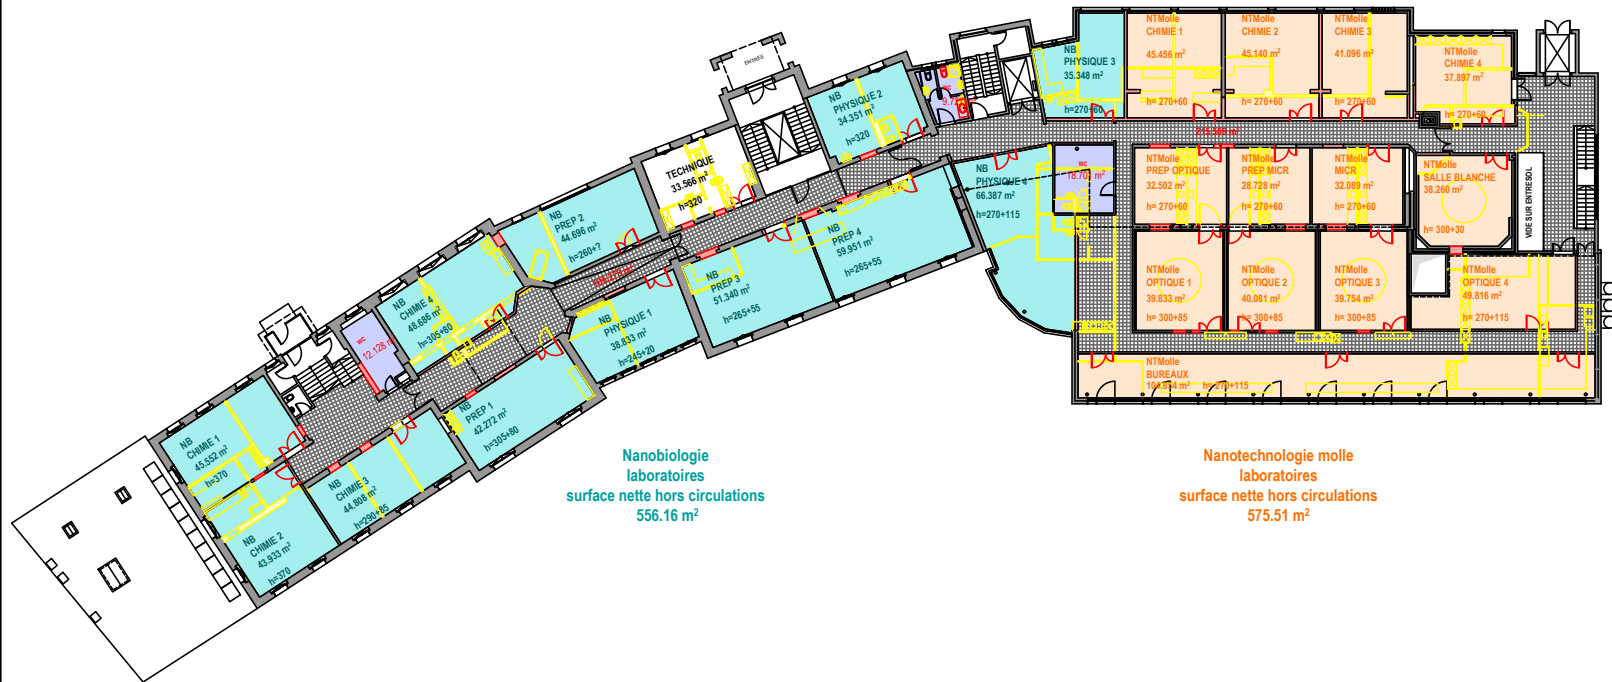 NB
CHIMIE 1
45.552 m²
h=370
NB
CHIMIE 2
43.933 m²
h=370
NB
CHIMIE 3
44.808 m²
h=290+85
WC
12.128 m
NB
CHIMIE 4
48.686 m²
h=305+80
NB
PREP 1
42.272 m²
h=305+80
NB
PREP 2
44.696 m²
h=260+?
NB
PHYSIQUE 1
38.833 m²
h=245+20
TECHNIQUE
33.566 m²
h=320
NB
PREP 3
51.340 m²
h=265+55
NB
PREP 4
59.951 m²
h=265+55
ENTREE
NB
PHYSIQUE 2
34.351 m²
h=320
WC
NB
PHYSIQUE 3
35.348 m²
h=270+60
NB
PHYSIQUE 4
66.387 m²
h=270+115
WC
NTMolle
CHIMIE 1
45.456 m²
h= 270+60
NTMolle
CHIMIE 2
45.140 m²
h= 270+60
NTMolle
CHIMIE 3
41.096 m²
h= 270+60
NTMolle
CHIMIE 4
37.897 m²
h= 270+60
NTMolle
PREP OPTIQUE
32.502 m²
h= 270+60
NTMolle
PREP MICR
28.728 m²
h= 270+60
NTMolle
MICR
32.089 m²
h= 270+60
NTMolle
SALLE BLANCHE
38.260 m²
h= 300+30
VIDE SUR ENTRESOL
NTMolle
OPTIQUE 1
39.833 m²
h= 300+85
NTMolle
OPTIQUE 2
40.081 m²
h= 300+85
NTMolle
OPTIQUE 3
39.754 m²
h= 300+85
NTMolle
OPTIQUE 4
49.816 m²
h= 270+115
NTMolle
BUREAUX
h= 270+115
Nanobiologie
laboratoires
surface nette hors circulations
556.16 m²
Nanotechnologie molle
laboratoires
surface nette hors circulations
575.51 m²